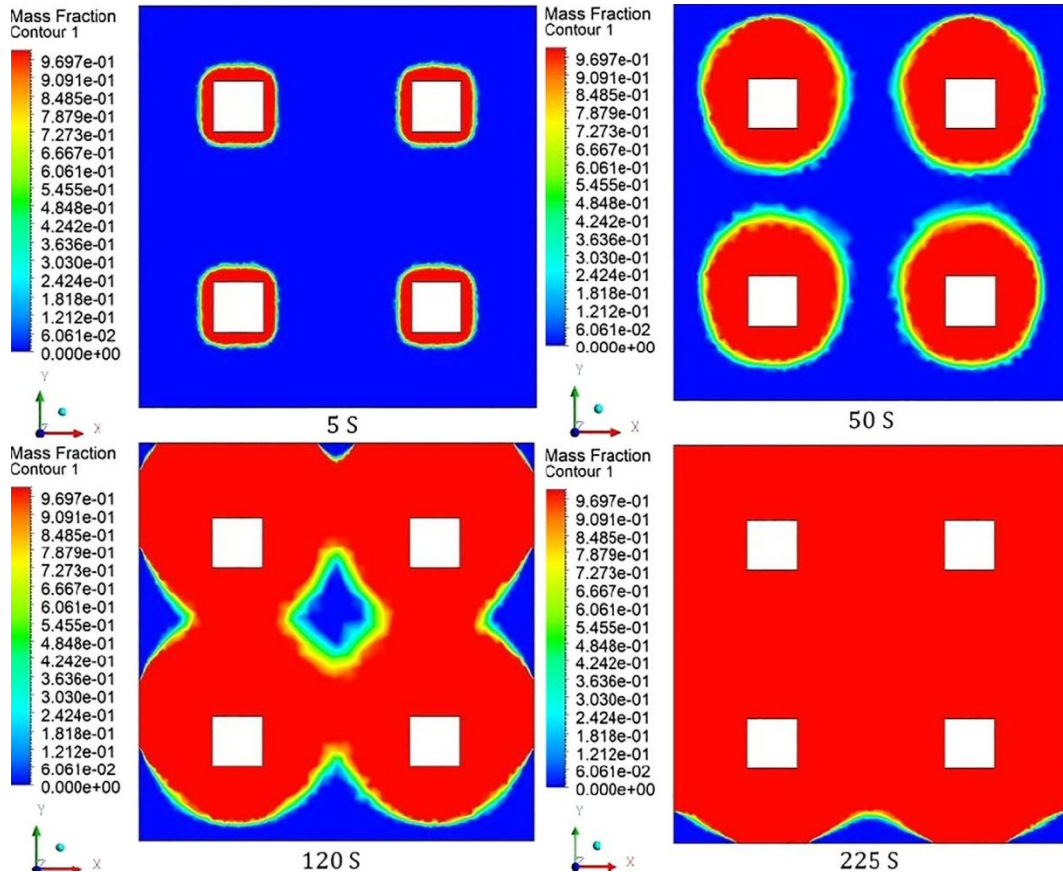 Mass Fraction
Contour 1
9.697e-01
9.091e-01
8.485e-01
7.879e-01
7.273e-01
6.667e-01
6.061e-01
5.455e-01
4.848e-01
4.242e-01
3.636e-01
3.030e-01
2.424e-01
1.818e-01
1.212e-01
6.061e-02
0.000e+00
Y
X
Z
5 S
Mass Fraction
Contour 1
9.697e-01
9.091e-01
8.485e-01
7.879e-01
7.273e-01
6.667e-01
6.061e-01
5.455e-01
4.848e-01
4.242e-01
3.636e-01
3.030e-01
2.424e-01
1.818e-01
1.212e-01
6.061e-02
0.000e+00
Y
X
Z
50 S
Mass Fraction
Contour 1
9.697e-01
9.091e-01
8.485e-01
7.879e-01
7.273e-01
6.667e-01
6.061e-01
5.455e-01
4.848e-01
4.242e-01
3.636e-01
3.030e-01
2.424e-01
1.818e-01
1.212e-01
6.061e-02
0.000e+00
Y
X
Z
120 S
Mass Fraction
Contour 1
9.697e-01
9.091e-01
8.485e-01
7.879e-01
7.273e-01
6.667e-01
6.061e-01
5.455e-01
4.848e-01
4.242e-01
3.636e-01
3.030e-01
2.424e-01
1.818e-01
1.212e-01
6.061e-02
0.000e+00
Y
X
Z
225 S